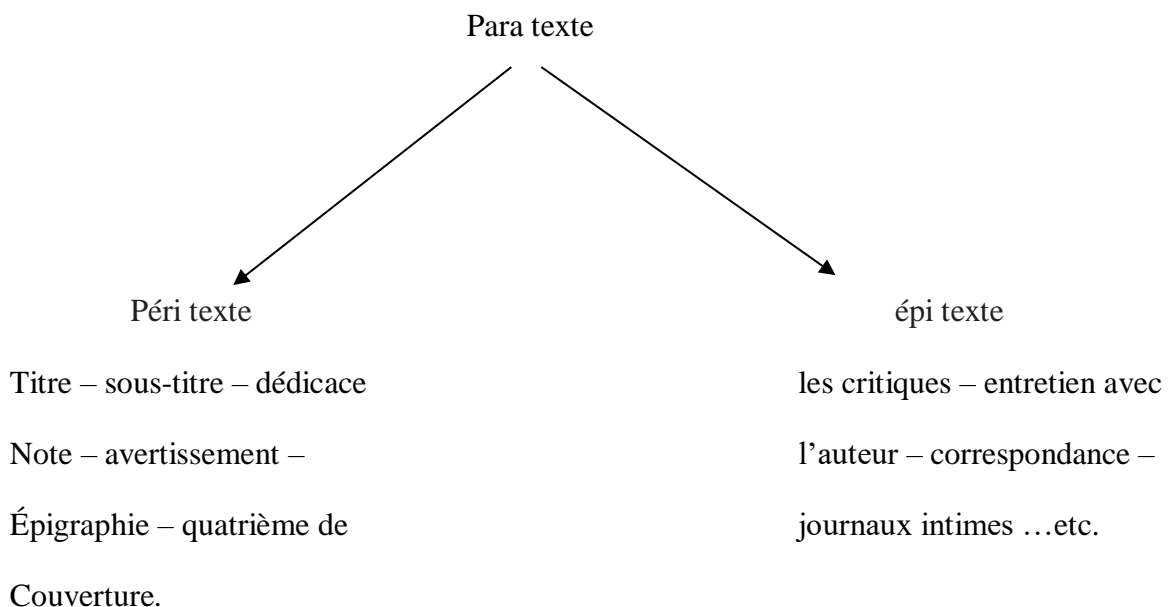 Para texte
Péri texte
Titre – sous-titre – dédicace
Note – avertissement –
Épigraphie – quatrième de
Couverture.
épi texte
les critiques – entretien avec
l’auteur – correspondance –
journaux intimes …etc.